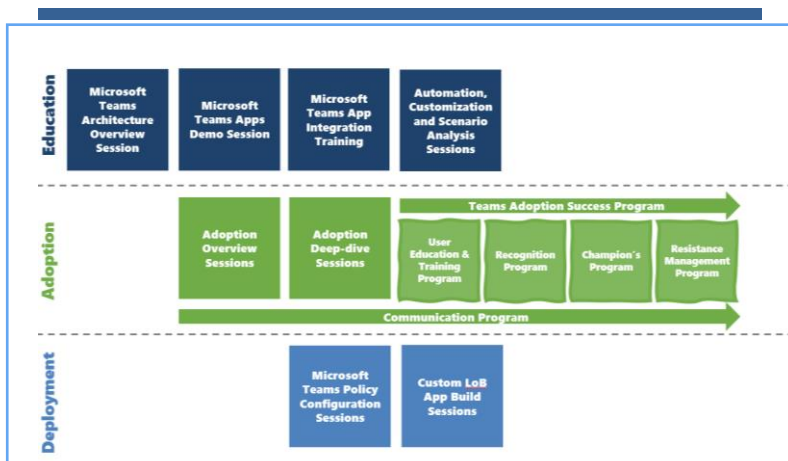 Education
Microsoft
Teams
Architecture
Overview
Session
Microsoft
Teams Apps
Demo Session
Microsoft
Teams App
Integration
Training
Automation,
Customization
and Scenario
Analysis
Sessions
Adoption
Adoption
Overview
Sessions
Adoption
Deep-dive
Sessions
Teams Adoption Success Program
User
Education &
Training
Program
Recognition
Program
Champion´s
Program
Resistance
Management
Program
Communication Program
Deployment
Microsoft
Teams Policy
Configuration
Sessions
Custom LoB
App Build
Sessions